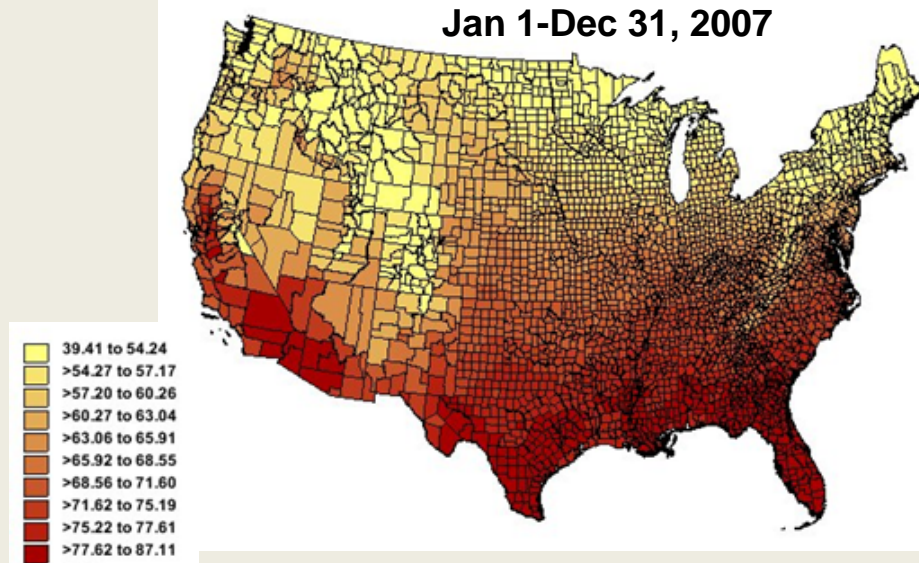 Jan 1-Dec 31, 2007
39.41 to 54.24
>54.27 to 57.17
>57.20 to 60.26
>60.27 to 63.04
>63.06 to 65.91
>65.92 to 68.55
>68.56 to 71.60
>71.62 to 75.19
>75.22 to 77.61
>77.62 to 87.11